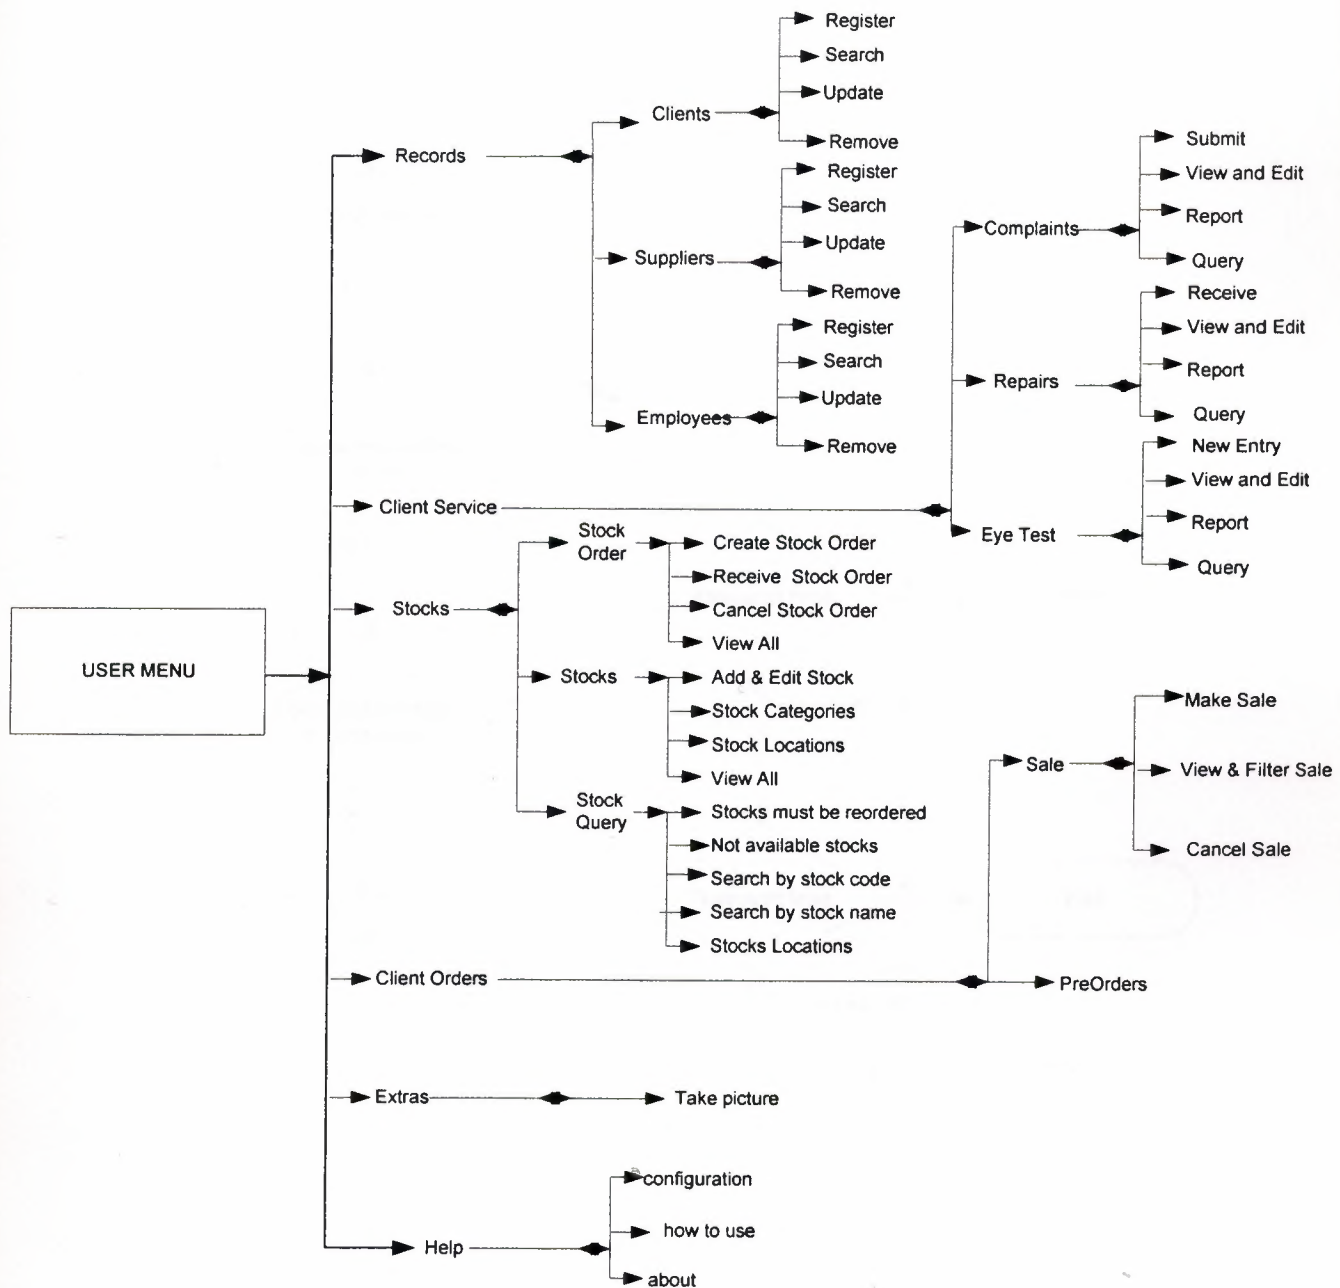 USER MENU
Records
Clients
Register
Search
Update
Remove
Suppliers
Register
Search
Update
Remove
Employees
Register
Search
Update
Remove
Client Service
Complaints
Submit
View and Edit
Report
Query
Repairs
Receive
View and Edit
Report
Query
Eye Test
New Entry
View and Edit
Report
Query
Stocks
Stock
Order
Create Stock Order
Receive Stock Order
Cancel Stock Order
View All
Stocks
Add & Edit Stock
Stock Categories
Stock Locations
View All
Stock
Query
Stocks must be reordered
Not available stocks
Search by stock code
Search by stock name
Stocks Locations
Client Orders
Sale
Make Sale
View & Filter Sale
Cancel Sale
PreOrders
Extras
Take picture
Help
configuration
how to use
about